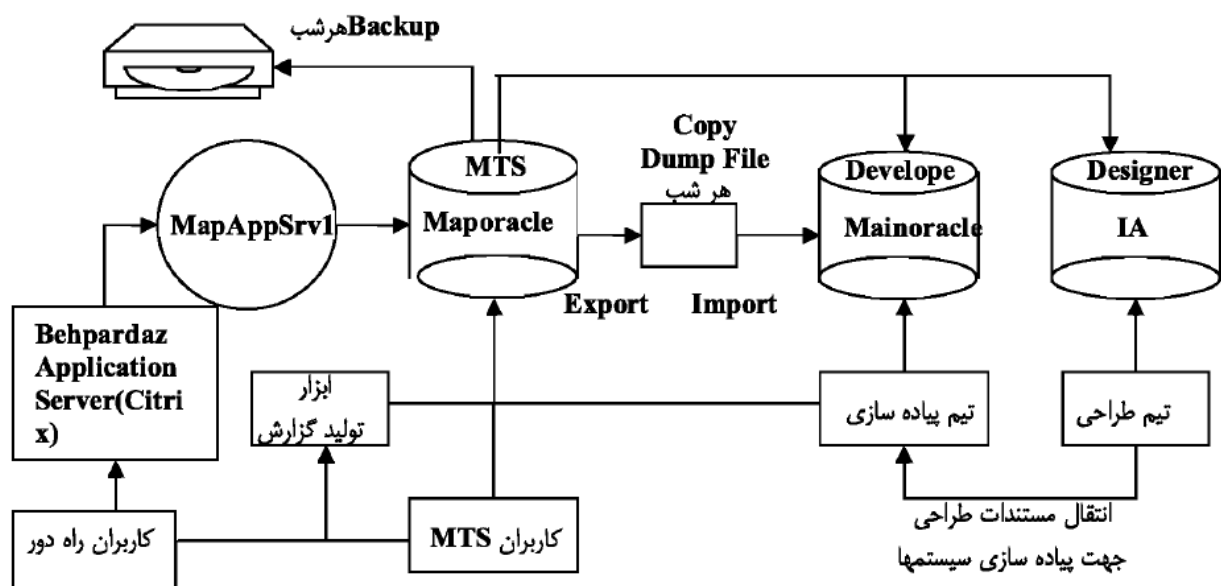 هرشبBackup
Copy
Dump File
هر شب
MTS
Maporacle
Develope
Mainoracle
Designer
IA
MapAppSrv1
Export
Import
Behpardaz
Application
Server(Citri
x)
ابزار
تولید گزارش
تیم پیاده سازی
تیم طراحی
کاربران راه دور
کاربران MTS
انتقال مستندات طراحی
جهت پیاده سازی سیستمها